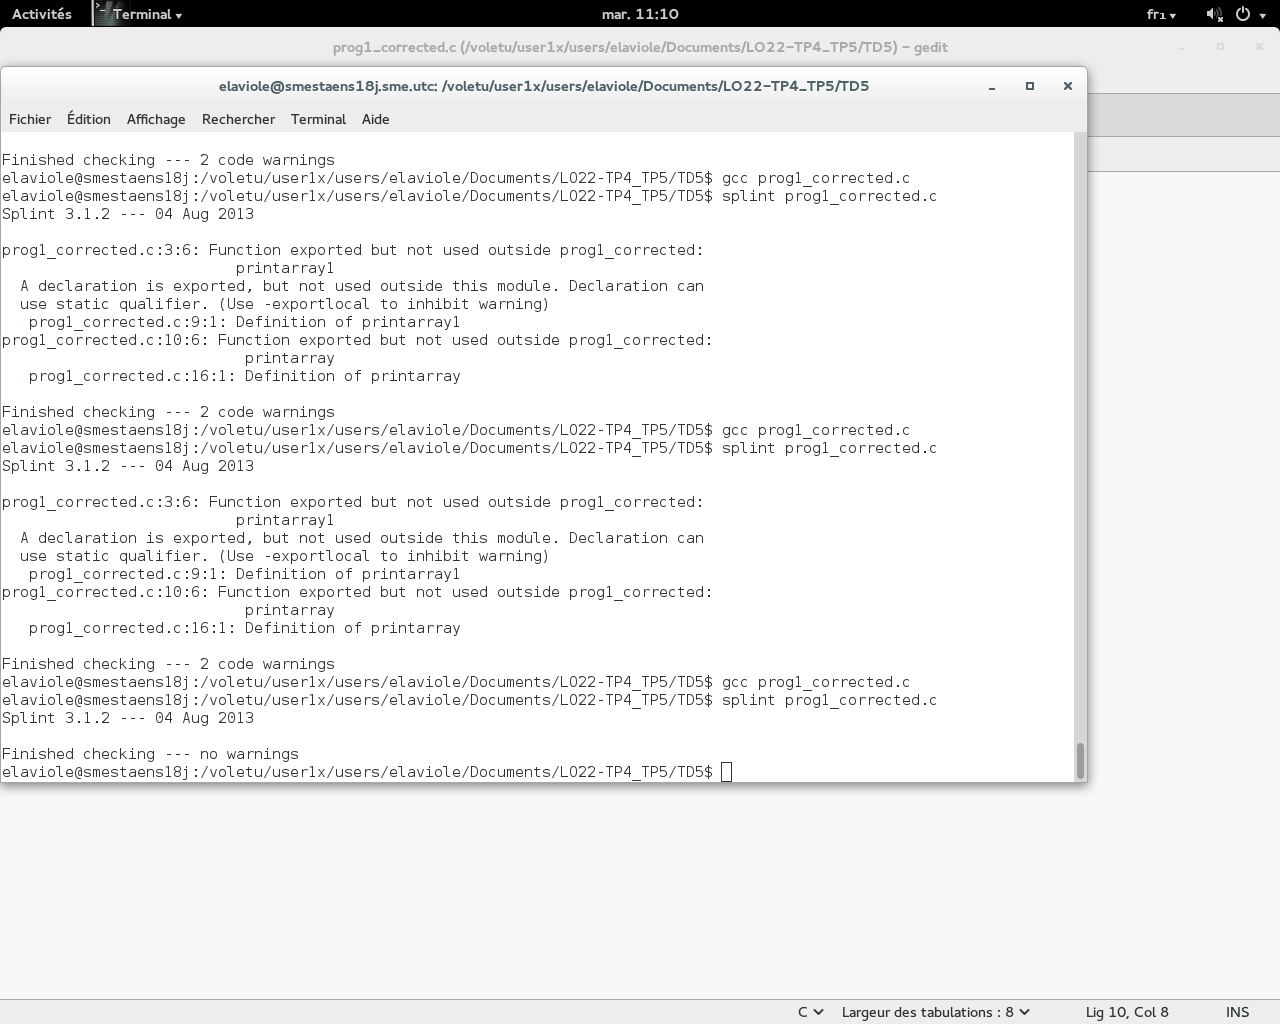 Activités
Terminal
mar. 11:10
fr1
prog1_corrected.c (/voletu/user1x/users/elaviole/Documents/LO22-TP4_TP5/TD5) - gedit
elaviole@smestaens18j.sme.utc: /voletu/user1x/users/elaviole/Documents/LO22-TP4_TP5/TD5
Fichier Édition Affichage Rechercher Terminal Aide
Finished checking --- 2 code warnings
elaviole@smestaens18j:/voletu/user1x/users/elaviole/Documents/LO22-TP4_TP5/TD5$ gcc prog1_corrected.c
elaviole@smestaens18j:/voletu/user1x/users/elaviole/Documents/LO22-TP4_TP5/TD5$ splint prog1_corrected.c
Splint 3.1.2 --- 04 Aug 2013
prog1_corrected.c:3:6: Function exported but not used outside prog1_corrected:
printarray1
A declaration is exported, but not used outside this module. Declaration can
use static qualifier. (Use -exportlocal to inhibit warning)
prog1_corrected.c:9:1: Definition of printarray1
prog1_corrected.c:10:6: Function exported but not used outside prog1_corrected:
printarray
prog1_corrected.c:16:1: Definition of printarray
Finished checking --- 2 code warnings
elaviole@smestaens18j:/voletu/user1x/users/elaviole/Documents/LO22-TP4_TP5/TD5$ gcc prog1_corrected.c
elaviole@smestaens18j:/voletu/user1x/users/elaviole/Documents/LO22-TP4_TP5/TD5$ splint prog1_corrected.c
Splint 3.1.2 --- 04 Aug 2013
prog1_corrected.c:3:6: Function exported but not used outside prog1_corrected:
printarray1
A declaration is exported, but not used outside this module. Declaration can
use static qualifier. (Use -exportlocal to inhibit warning)
prog1_corrected.c:9:1: Definition of printarray1
prog1_corrected.c:10:6: Function exported but not used outside prog1_corrected:
printarray
prog1_corrected.c:16:1: Definition of printarray
Finished checking --- 2 code warnings
elaviole@smestaens18j:/voletu/user1x/users/elaviole/Documents/LO22-TP4_TP5/TD5$ gcc prog1_corrected.c
elaviole@smestaens18j:/voletu/user1x/users/elaviole/Documents/LO22-TP4_TP5/TD5$ splint prog1_corrected.c
Splint 3.1.2 --- 04 Aug 2013
Finished checking --- no warnings
elaviole@smestaens18j:/voletu/user1x/users/elaviole/Documents/LO22-TP4_TP5/TD5$
C Largeur des tabulations : 8 Lig 10, Col 8 INS